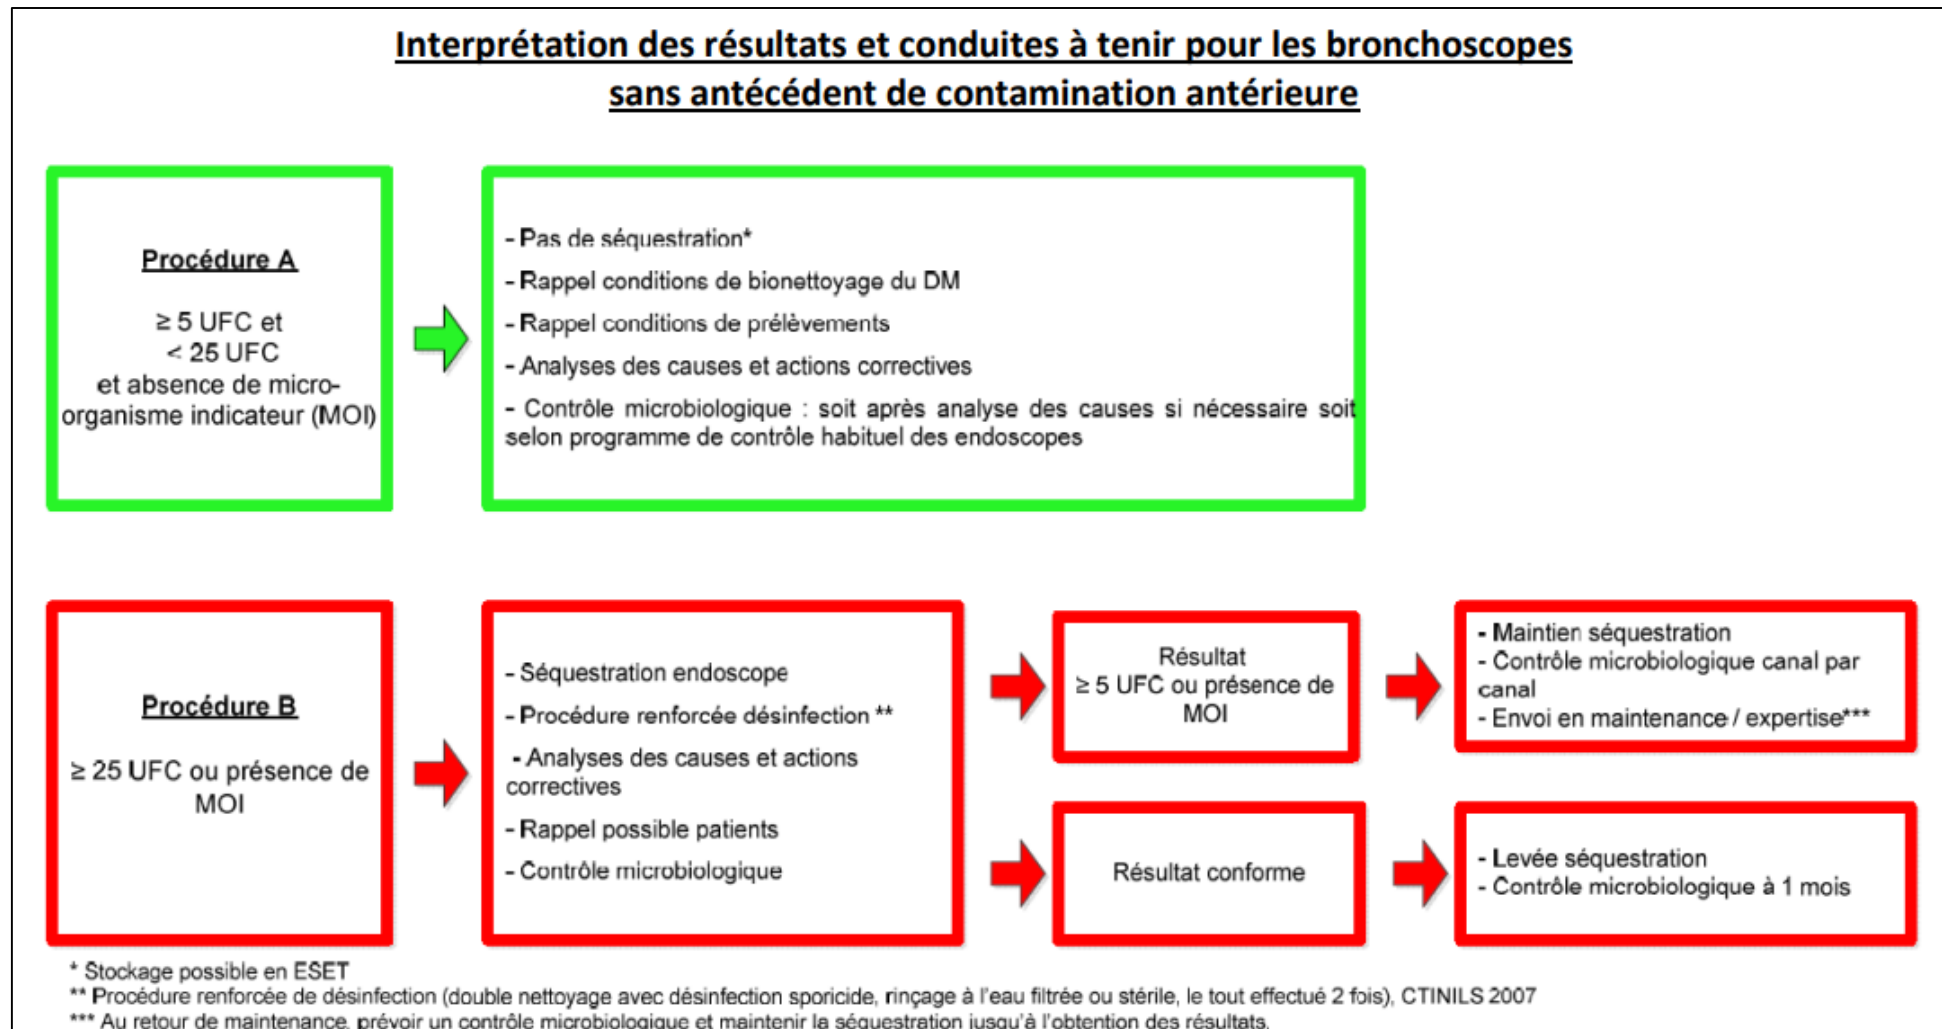 Interprétation des résultats et conduites à tenir pour les bronchoscopes
sans antécédent de contamination antérieure
Procédure A
≥ 5 UFC et
< 25 UFC
et absence de micro-
organisme indicateur (MOI)
- Pas de séquestration*
- Rappel conditions de bionettoyage du DM
- Rappel conditions de prélèvements
- Analyses des causes et actions correctives
- Contrôle microbiologique : soit après analyse des causes si nécessaire soit
selon programme de contrôle habituel des endoscopes
Procédure B
≥ 25 UFC ou présence de
MOI
- Séquestration endoscope
- Procédure renforcée désinfection **
- Analyses des causes et actions
correctives
- Rappel possible patients
- Contrôle microbiologique
Résultat
≥ 5 UFC ou présence de
MOI
- Maintien séquestration
- Contrôle microbiologique canal par
canal
- Envoi en maintenance / expertise***
Résultat conforme
- Levée séquestration
- Contrôle microbiologique à 1 mois
* Stockage possible en ESET
** Procédure renforcée de désinfection (double nettoyage avec désinfection sporicide, rinçage à l'eau filtrée ou stérile, le tout effectué 2 fois), CTINILS 2007
*** Au retour de maintenance, prévoir un contrôle microbiologique et maintenir la séquestration jusqu'à l'obtention des résultats.